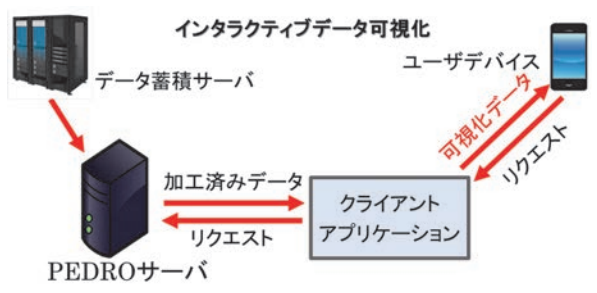 インタラクティブデータ可視化
ユーザデバイス
データ蓄積サーバ
可視化データ
リクエスト
加工済みデータ
リクエスト
クライアント
アプリケーション
PEDROサーバ